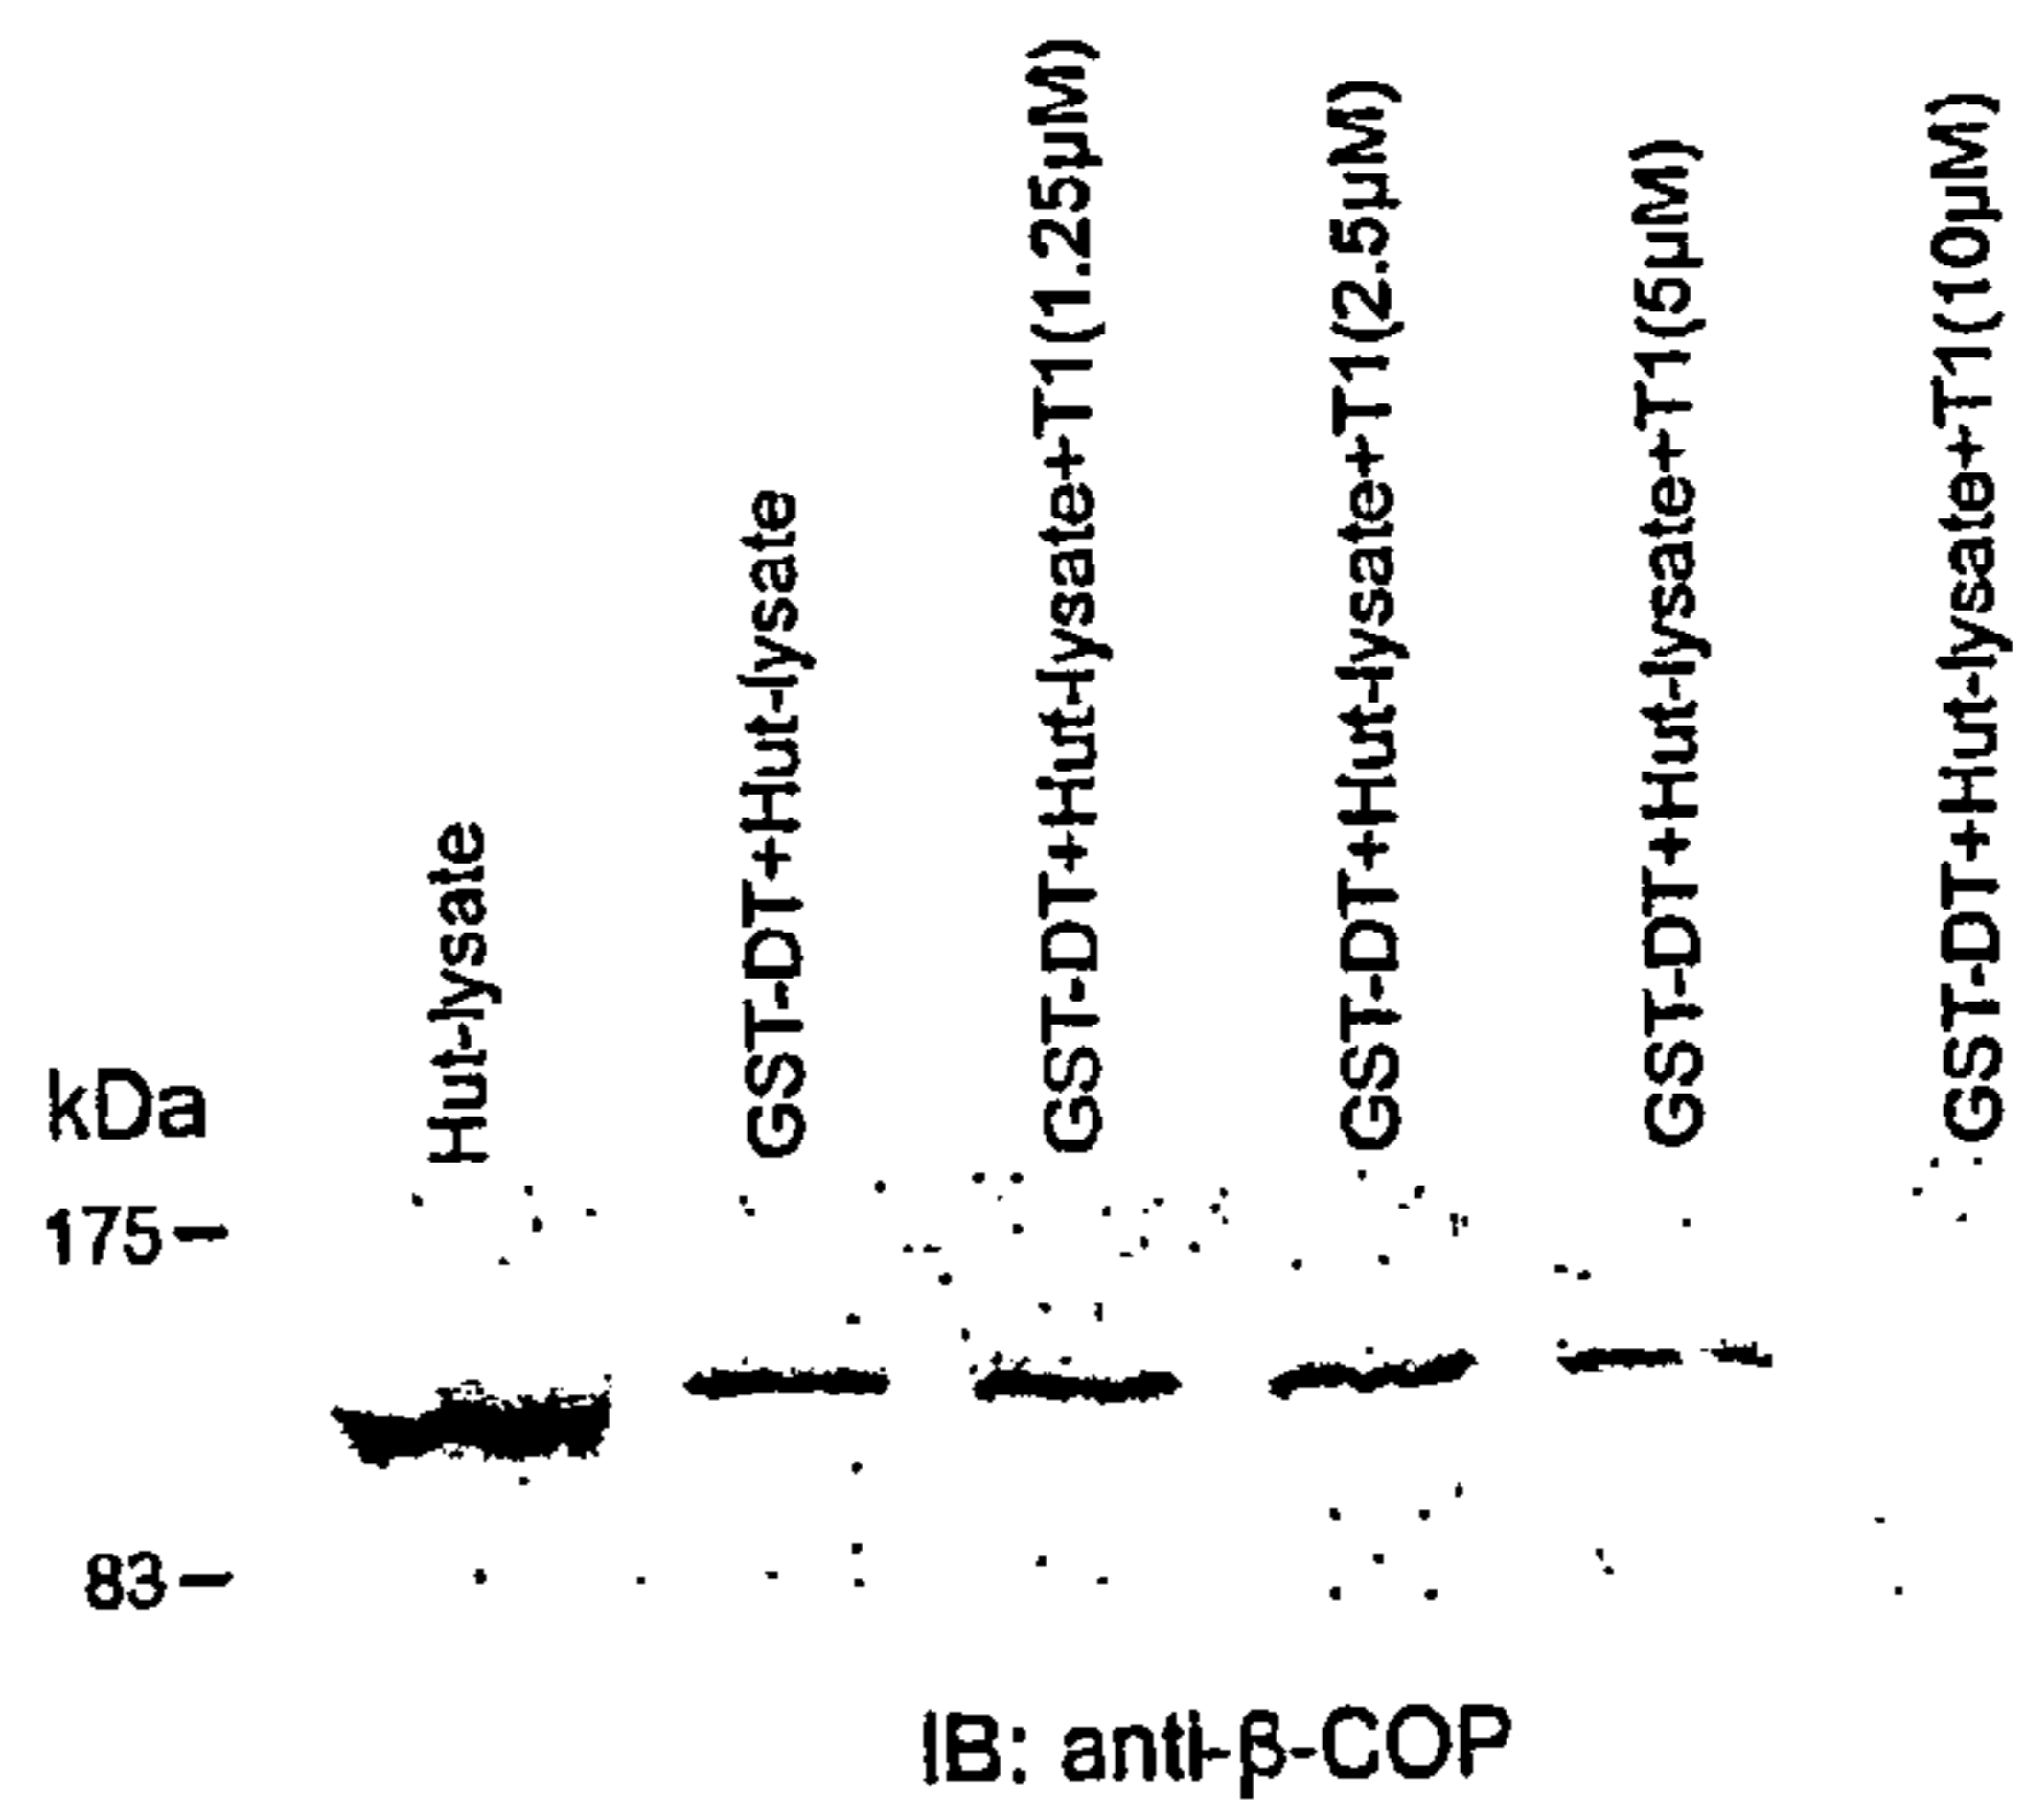 Hut-lysate
GST-DT+Hut-lysate
GST-DT+Hut-lysate+T1(1.25µM)
GST-DT+Hut-lysate+T1(2.5µM)
GST-DT+Hut-lysate+T1(5µM)
GST-DT+Hut-lysate+T1(10µM)
kDa
175-
83-
IB: anti-β-COP